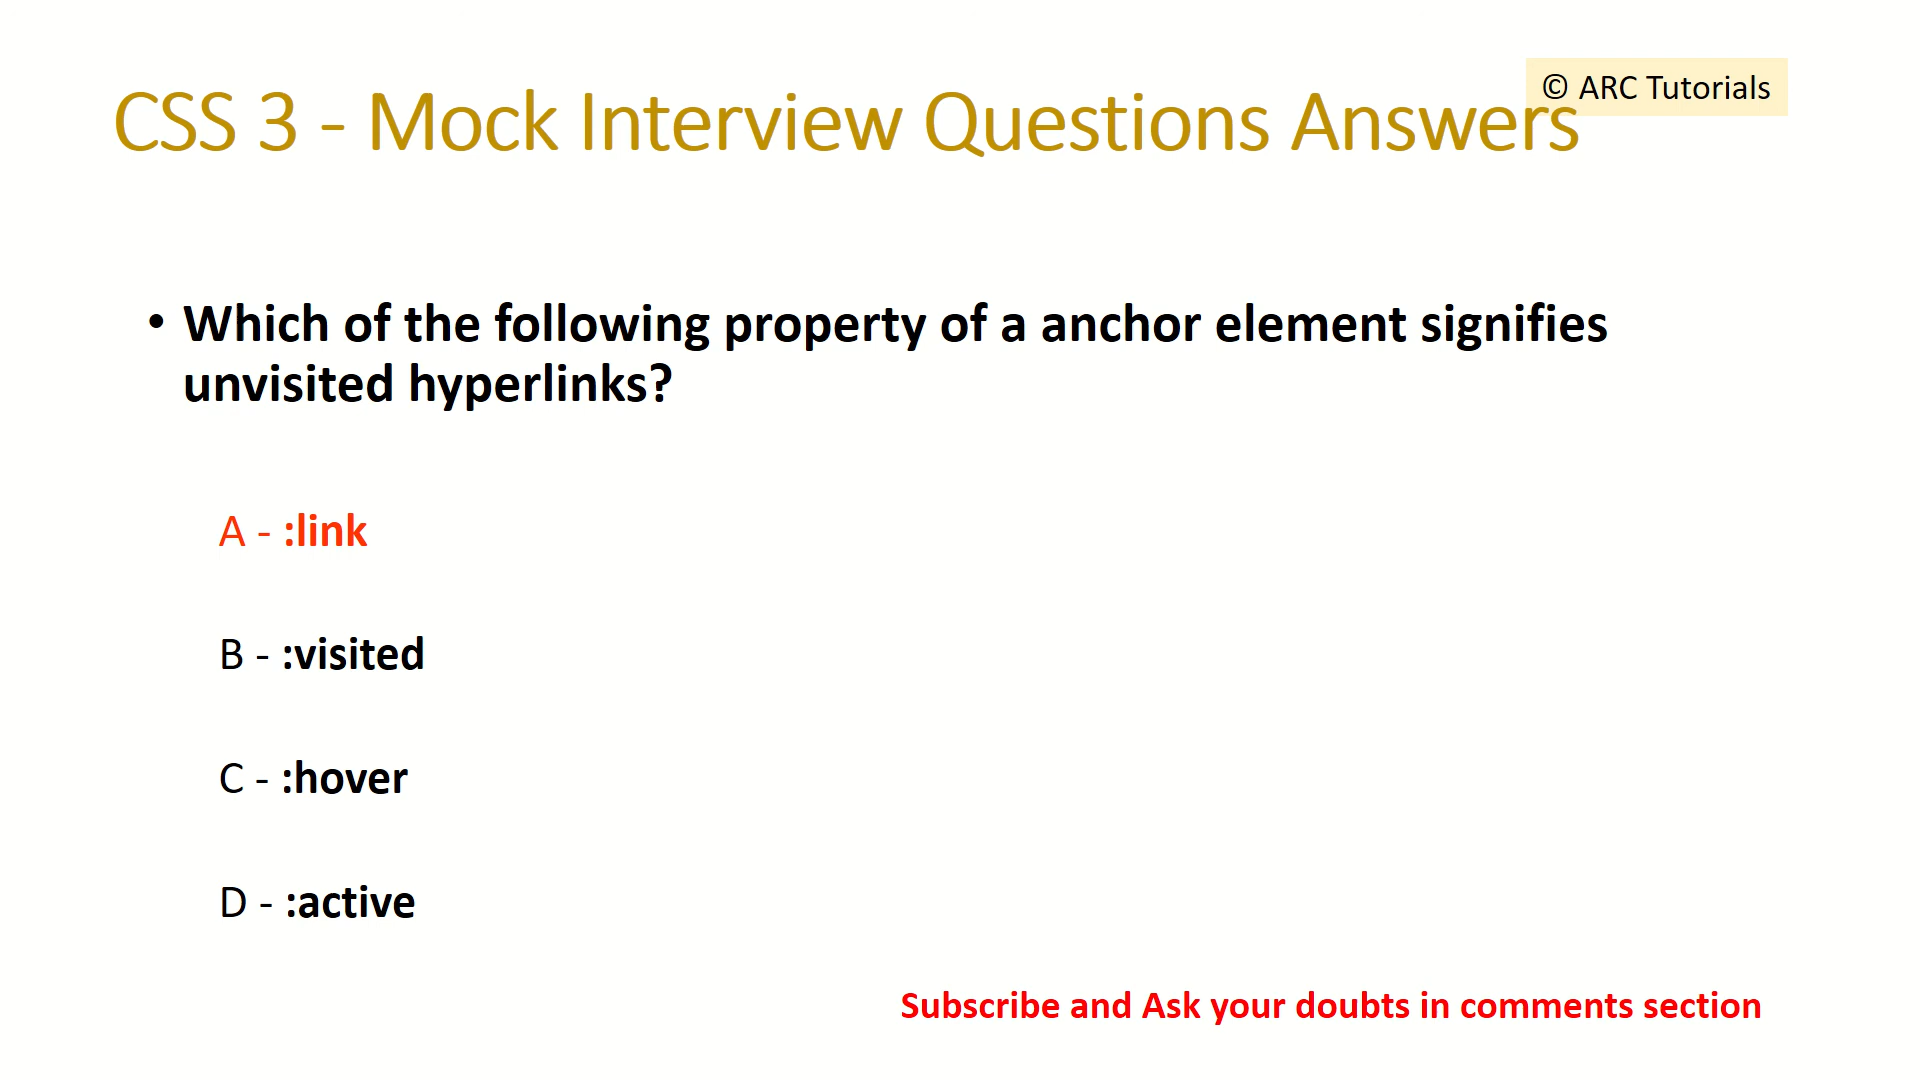 © ARC Tutorials
CSS 3 - Mock Interview Questions Answers
• Which of the following property of a anchor element signifies
unvisited hyperlinks?
A - :link
B - :visited
C - :hover
D - :active
Subscribe and Ask your doubts in comments section